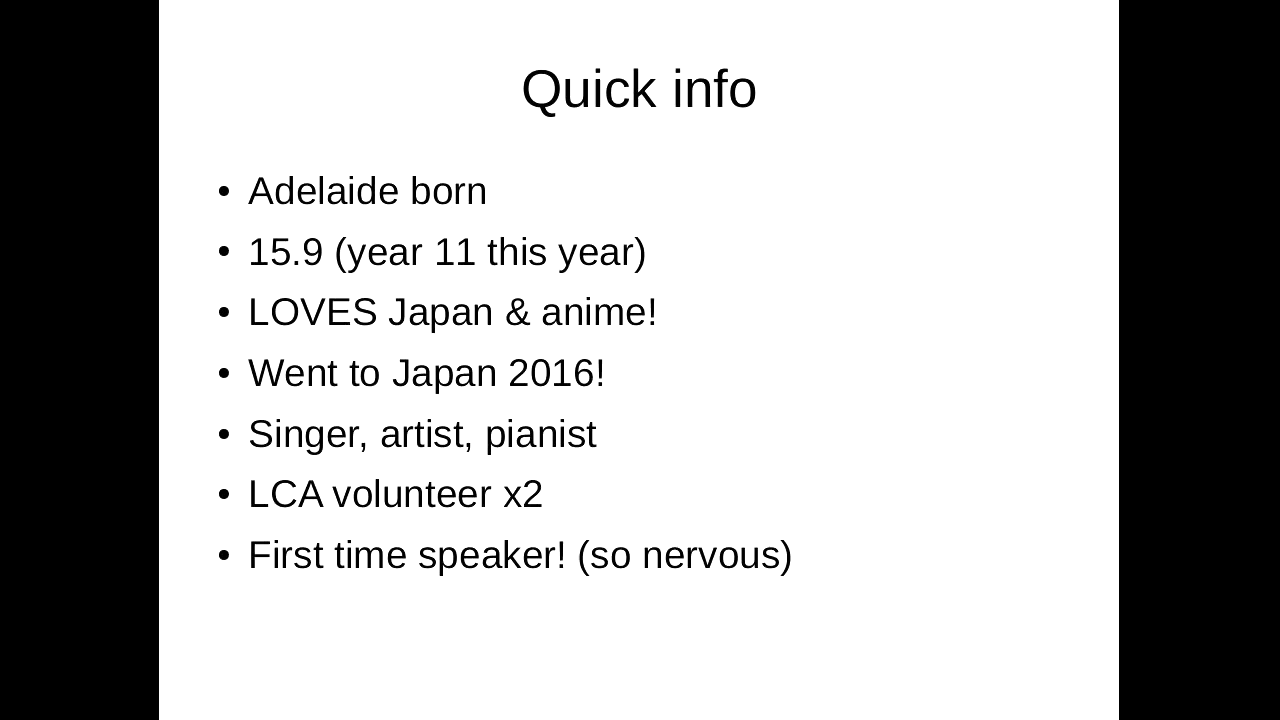 Quick info
• Adelaide born
• 15.9 (year 11 this year)
• LOVES Japan & anime!
• Went to Japan 2016!
• Singer, artist, pianist
• LCA volunteer x2
• First time speaker! (so nervous)